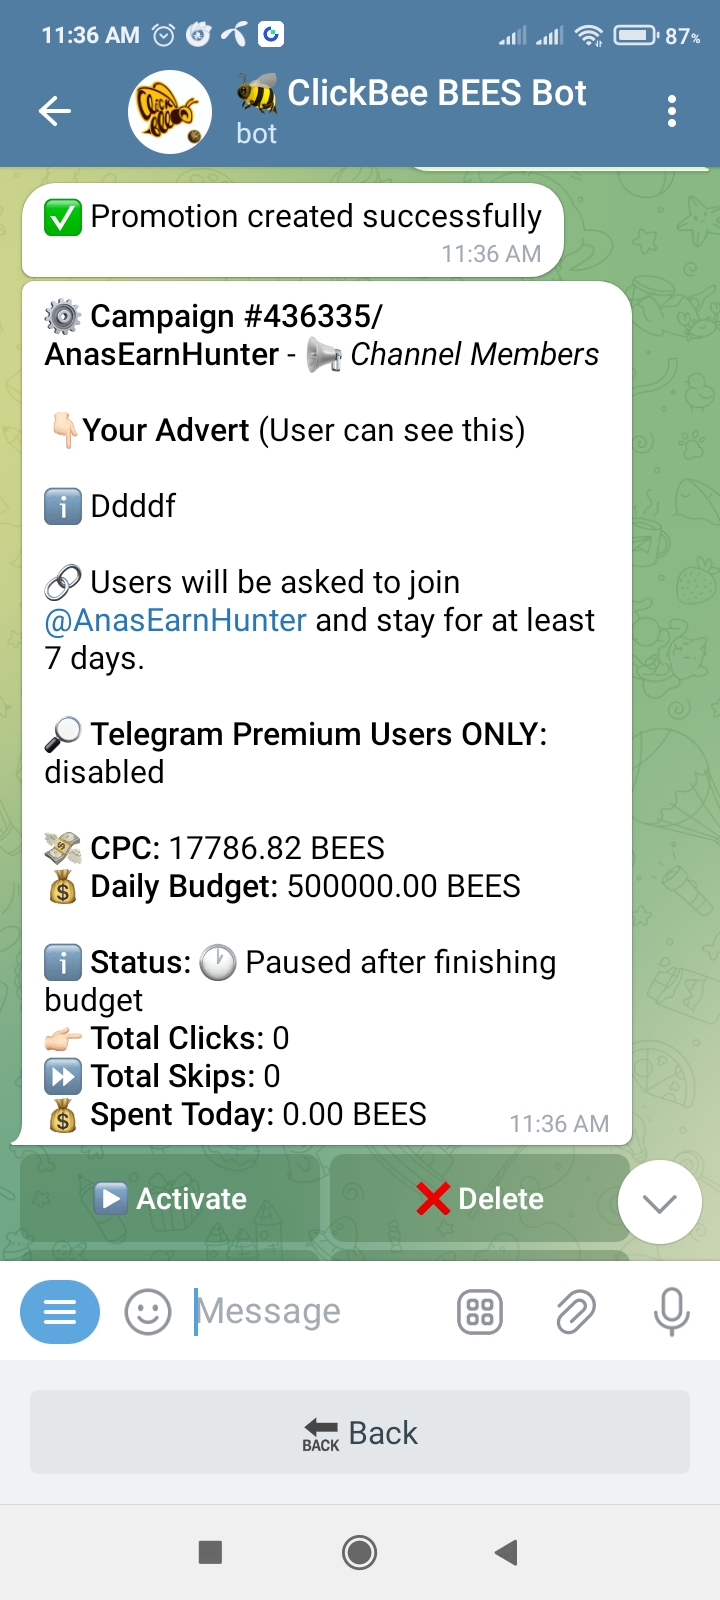 11:36 AM
87%
ClickBee BEES Bot
bot
Promotion created successfully
11:36 AM
Campaign #436335/
AnasEarnHunter - Channel Members
Your Advert (User can see this)
Ddddf
Users will be asked to join
@AnasEarnHunter and stay for at least
7 days.
Telegram Premium Users ONLY:
disabled
CPC: 17786.82 BEES
Daily Budget: 500000.00 BEES
Status: Paused after finishing
budget
Total Clicks: 0
Total Skips: 0
Spent Today: 0.00 BEES
11:36 AM
Activate
Delete
Message
BACK Back